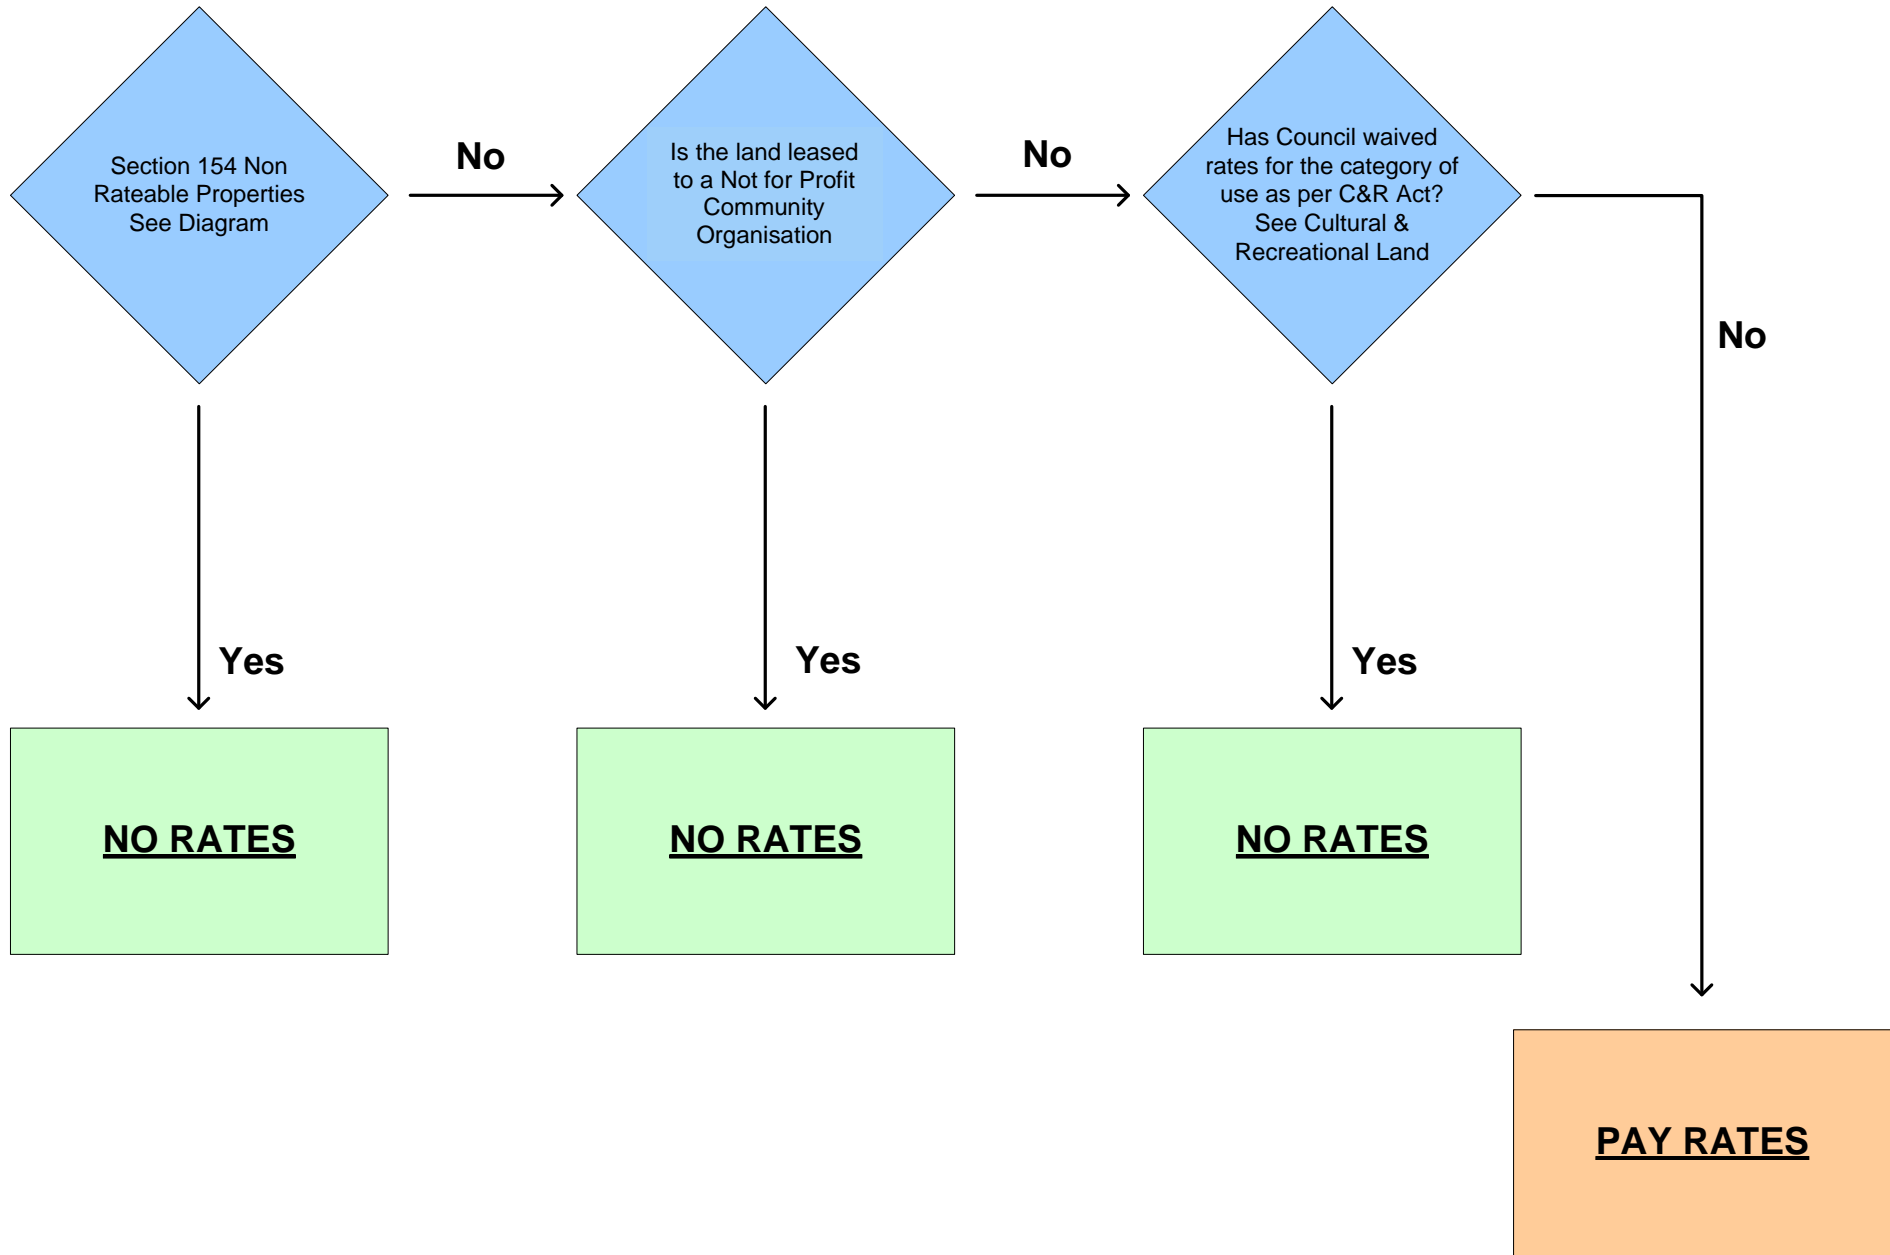 Section 154 Non
Rateable Properties
See Diagram
No
Is the land leased
to a Not for Profit
Community
Organisation
No
Has Council waived
rates for the category of
use as per C&R Act?
See Cultural &
Recreational Land
No
Yes
Yes
Yes
NO RATES
NO RATES
NO RATES
PAY RATES